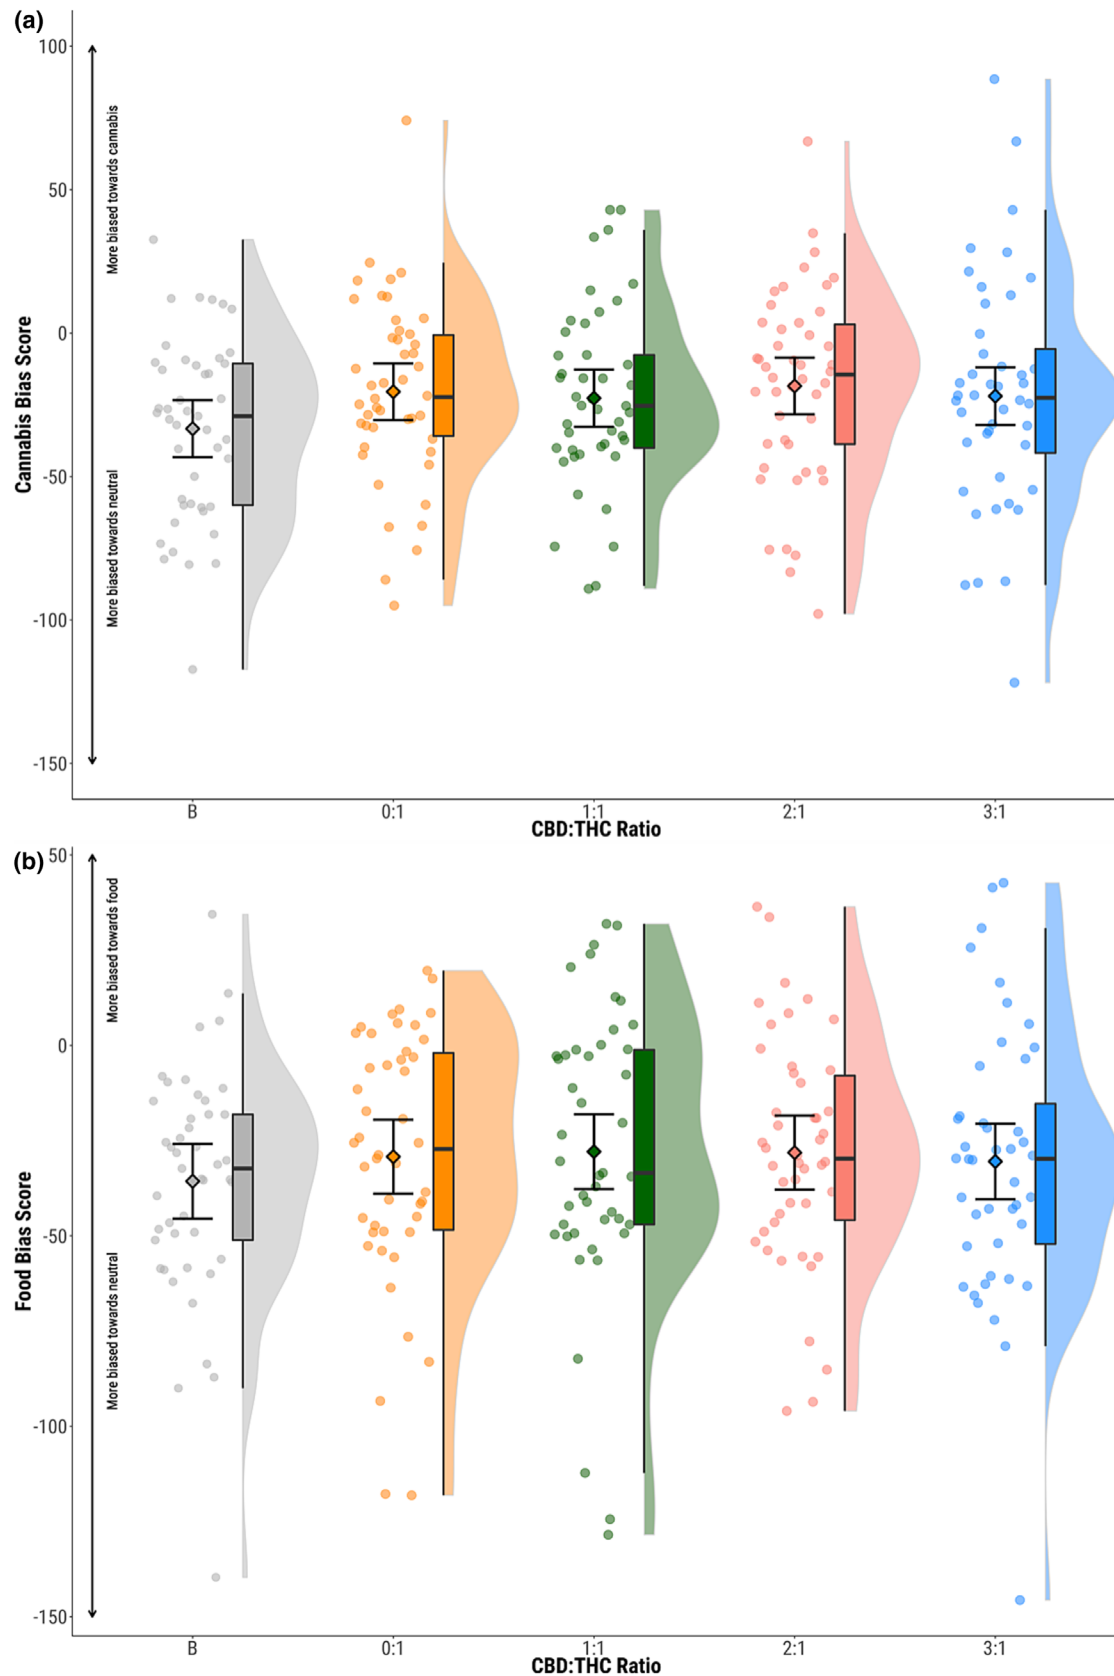 (a)
100
50
0
-50
-100
-150
Cannabis Bias Score
More biased towards cannabis
More biased towards neutral
B 0:1 1:1 2:1 3:1
CBD:THC Ratio
(b)
50
0
-50
-100
-150
Food Bias Score
More biased towards food
More biased towards neutral
B 0:1 1:1 2:1 3:1
CBD:THC Ratio